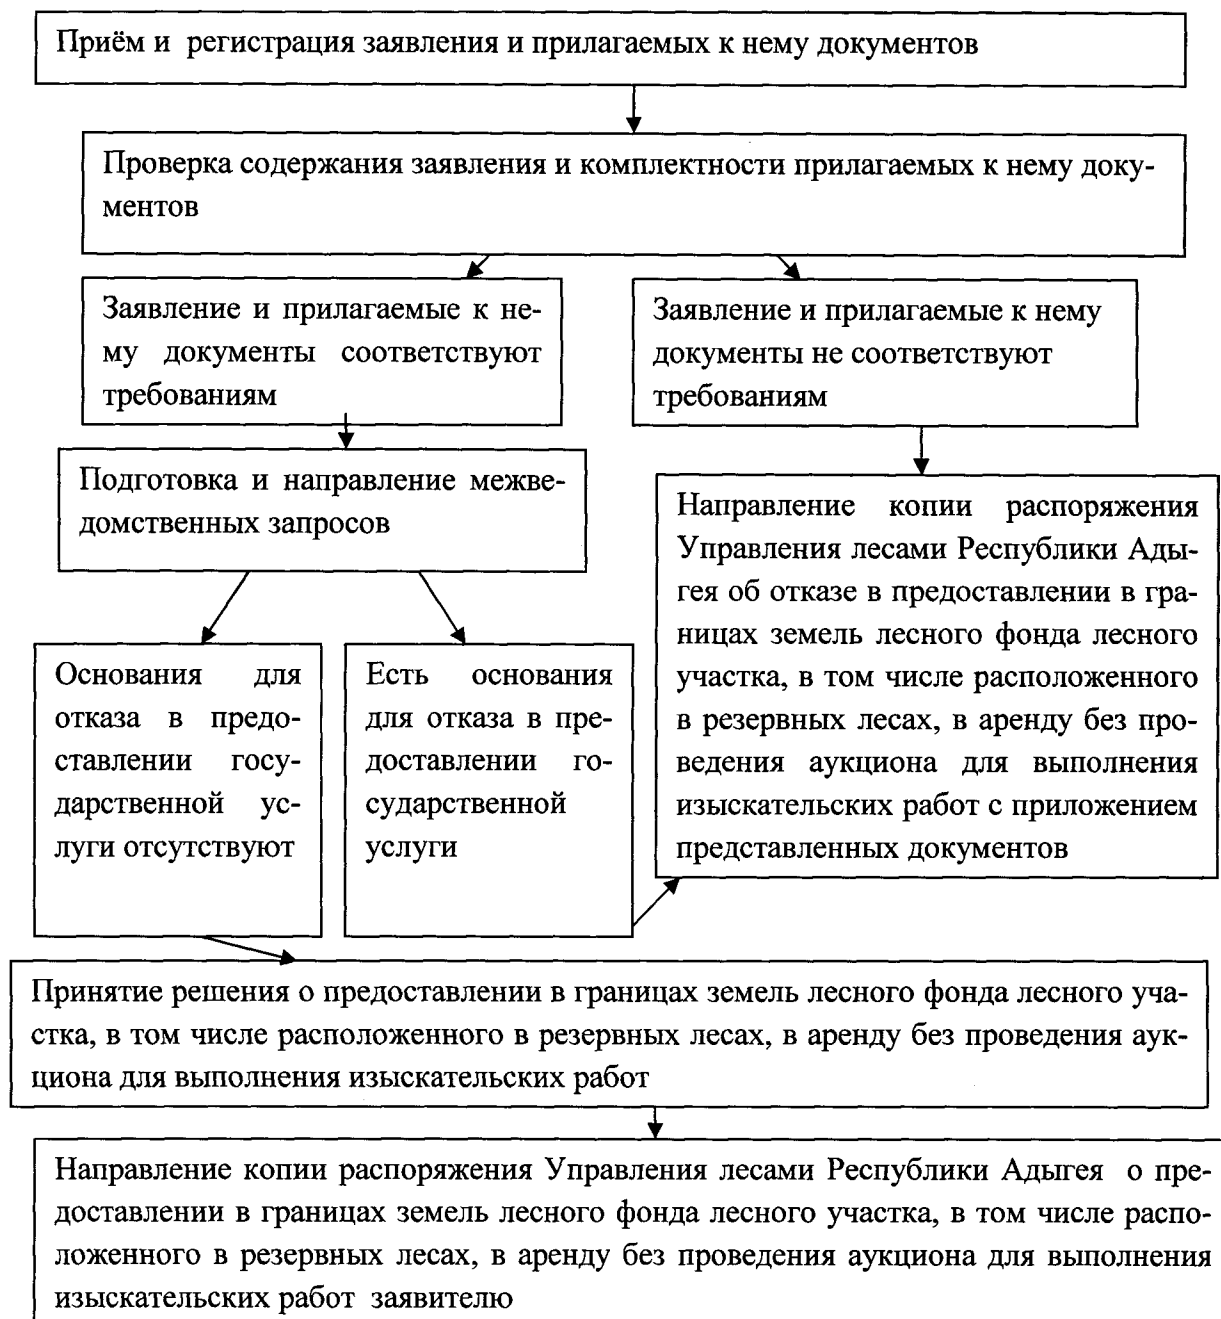 Приём и регистрация заявления и прилагаемых к нему документов
Проверка содержания заявления и комплектности прилагаемых к нему доку-
ментов
Заявление и прилагаемые к не-
му документы соответствуют
требованиям
Заявление и прилагаемые к нему
документы не соответствуют
требованиям
Подготовка и направление межве-
домственных запросов
Направление копии распоряжения
Управления лесами Республики Ады-
гея об отказе в предоставлении в гра-
ницах земель лесного фонда лесного
участка, в том числе расположенного
в резервных лесах, в аренду без про-
ведения аукциона для выполнения
изыскательских работ с приложением
представленных документов
Основания для
отказа в предо-
ставлении госу-
дарственной ус-
луги отсутствуют
Есть основания
для отказа в пре-
доставлении го-
сударственной
услуги
Принятие решения о предоставлении в границах земель лесного фонда лесного уча-
стка, в том числе расположенного в резервных лесах, в аренду без проведения аук-
циона для выполнения изыскательских работ
Направление копии распоряжения Управления лесами Республики Адыгея о пре-
доставлении в границах земель лесного фонда лесного участка, в том числе распо-
ложенного в резервных лесах, в аренду без проведения аукциона для выполнения
изыскательских работ заявителю